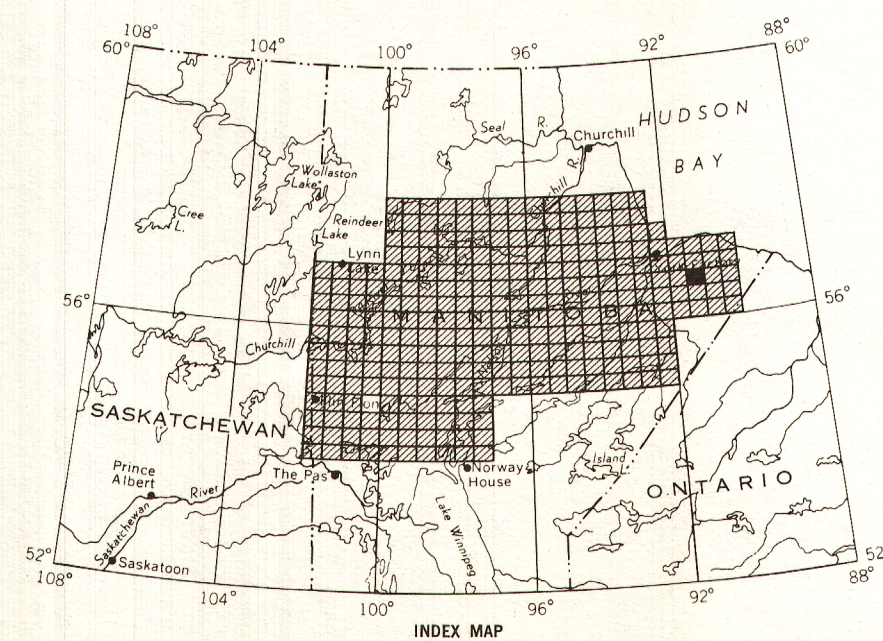 108°
60°
104°
100°
96°
92°
88°
60°
HUDSON
BAY
Seal R.
Churchill
Churchill R.
Wollaston
Lake
Cree
L.
Reindeer
Lake
Lynn
Lake
MANITOBA
56°
56°
Churchill
Nelson
Flin Flon
SASKATCHEWAN
Prince
Albert
The Pas
River
Saskatchewan
Saskatoon
Norway
House
Island
L.
ONTARIO
Lake Winnipeg
52°
108°
104°
100°
96°
92°
52
88°
INDEX MAP